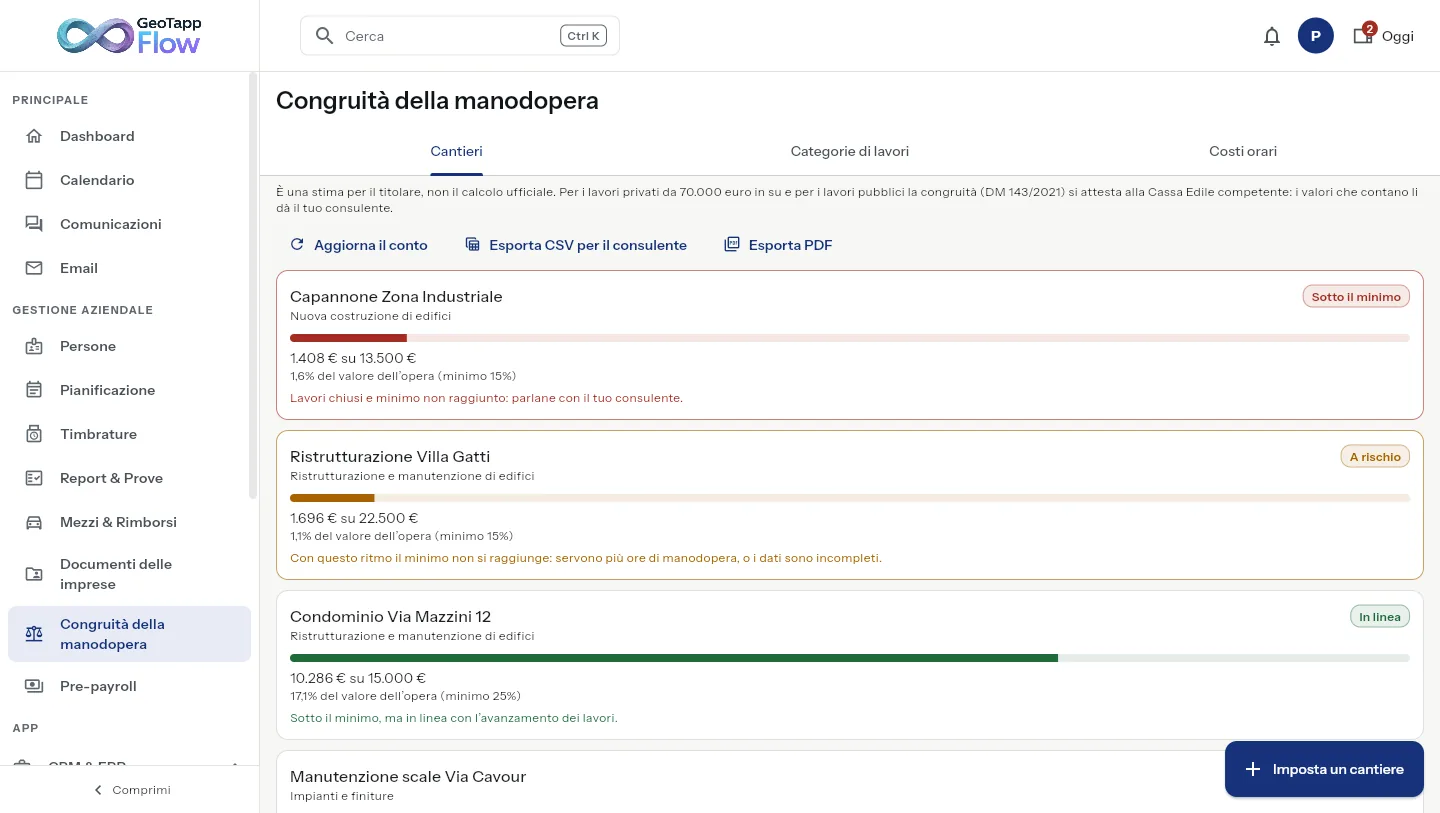 GeoTapp
Flow
Cerca
Ctrl K
P
2
Oggi
PRINCIPALE
Dashboard
Calendario
Comunicazioni
Email
GESTIONE AZIENDALE
Persone
Pianificazione
Timbrature
Report & Prove
Mezzi & Rimborsi
Documenti delle
imprese
Congruità della
manodopera
Pre-payroll
APP
CRM & ERP
Comprimi
Congruità della manodopera
Cantieri
Categorie di lavori
Costi orari
È una stima per il titolare, non il calcolo ufficiale. Per i lavori privati da 70.000 euro in su e per i lavori pubblici la congruità (DM 143/2021) si attesta alla Cassa Edile competente: i valori che contano li
dà il tuo consulente.
Aggiorna il conto
Esporta CSV per il consulente
PDF
Esporta PDF
Capannone Zona Industriale
Sotto il minimo
Nuova costruzione di edifici
1.408 € su 13.500 €
1,6% del valore dell’opera (minimo 15%)
Lavori chiusi e minimo non raggiunto: parlane con il tuo consulente.
Ristrutturazione Villa Gatti
A rischio
Ristrutturazione e manutenzione di edifici
1.696 € su 22.500 €
1,1% del valore dell’opera (minimo 15%)
Con questo ritmo il minimo non si raggiunge: servono più ore di manodopera, o i dati sono incompleti.
Condominio Via Mazzini 12
In linea
Ristrutturazione e manutenzione di edifici
10.286 € su 15.000 €
17,1% del valore dell’opera (minimo 25%)
Sotto il minimo, ma in linea con l’avanzamento dei lavori.
Manutenzione scale Via Cavour
Impianti e finiture
Imposta un cantiere